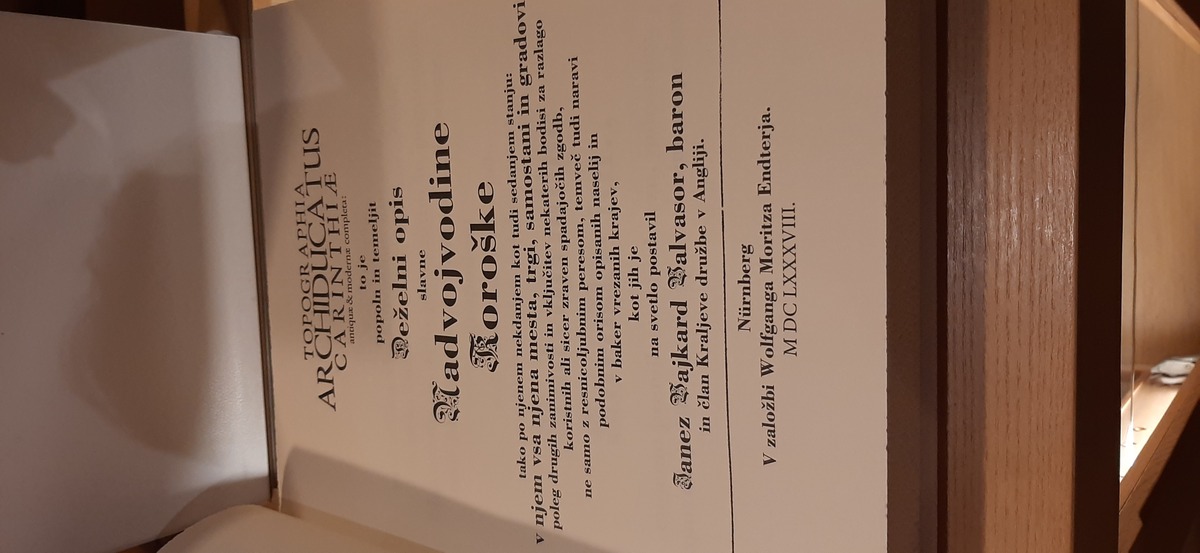 TOPOGRAPHIA
ARCHIDUCATUS
CARINTHIÆ
antiquæ & modernæ completa:
to je
popoln in temeljit
Deželni opis
slavne
Nadvojvodine
Koroške
tako po njenem nekdanjem kot tudi sedanjem stanju:
v njem vsa njena mesta, trgi, samostani in gradovi
poleg drugih zanimivosti in vključitev nekaterih bodisi za razlago
koristnih ali sicer zraven spadajočih zgodb,
ne samo z resnicoljubnim peresom, temveč tudi naravi
podobnim orisom opisanih naselij in
v baker vrezanih krajev,
kot jih je
na svetlo postavil
Janez Vajkard Valvasor, baron
in član Kraljeve družbe v Angliji.
Nürnberg
V založbi Wolfganga Moritza Endterja.
M DC LXXXVIII.